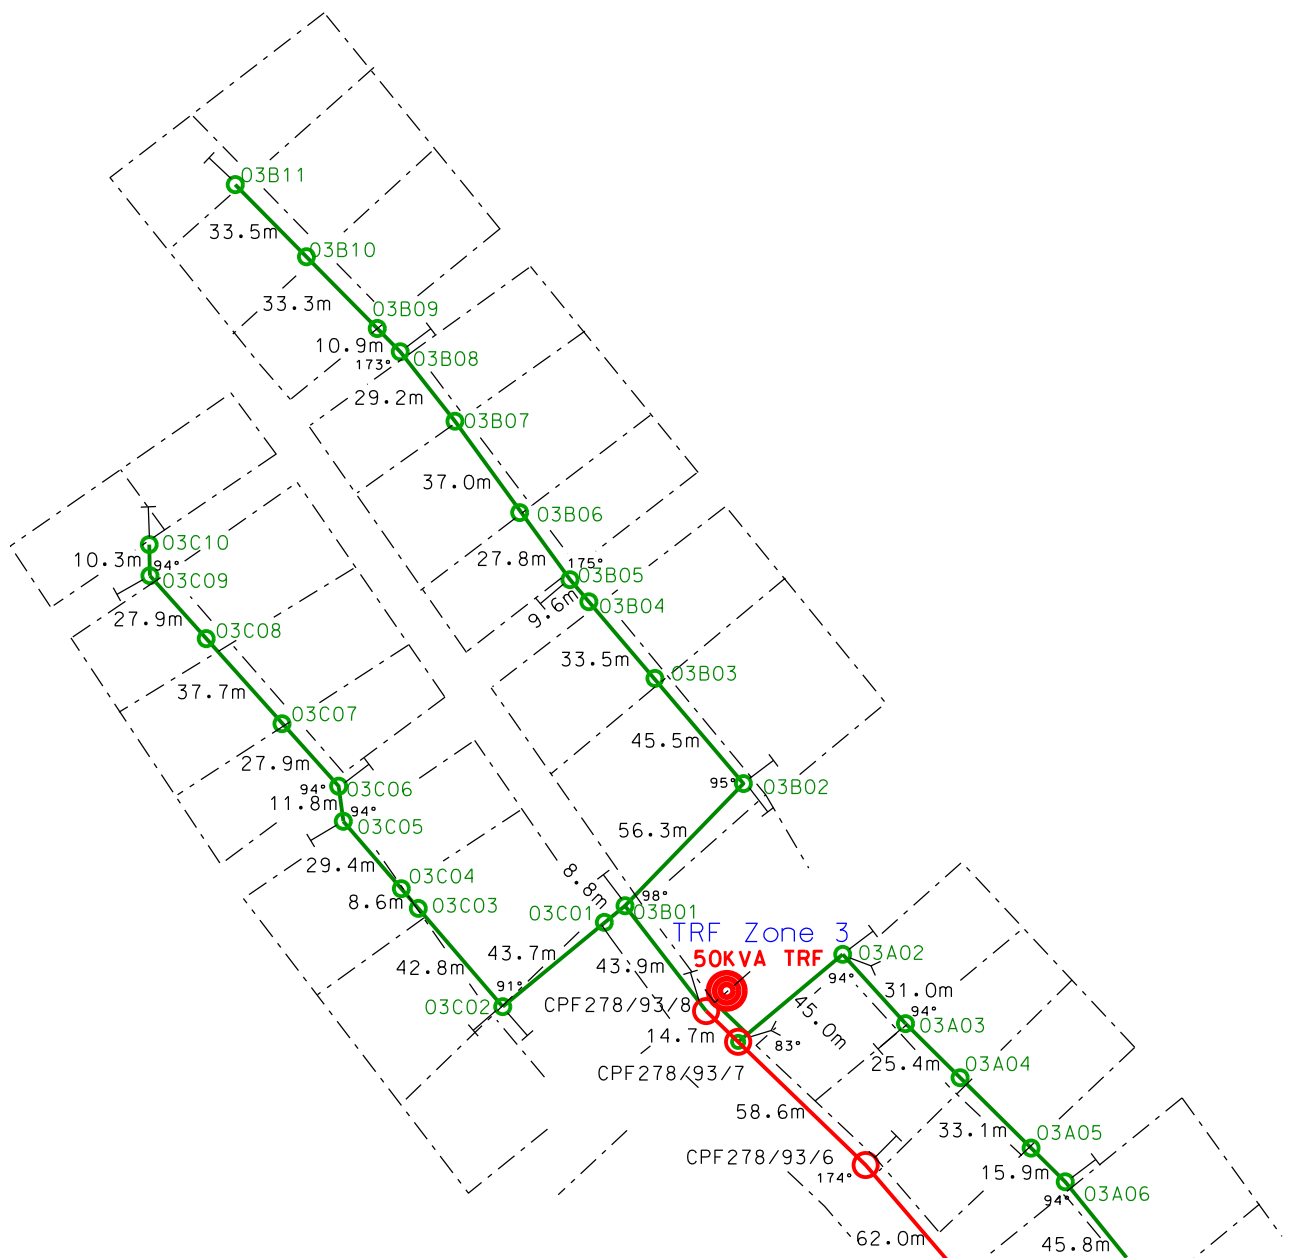 03B11
33.5m
03B10
33.3m
03B09
10.9m
173°
03B08
29.2m
03B07
37.0m
03B06
03C10
10.3m
94°
03C09
27.8m
175°
03B05
9.6m
03B04
27.9m
03C08
33.5m
03B03
37.7m
03C07
45.5m
27.9m
94°
03C06
11.8m
94°
03C05
95°
03B02
56.3m
29.4m
03C04
8.6m
03C03
8.8m
98°
03C01
03B01
TRF Zone 3
50KVA TRF
43.7m
43.9m
42.8m
91°
03C02
03A02
94°
31.0m
45.0m
CPF278/93/8
14.7m
83°
94°
03A03
25.4m
03A04
CPF278/93/7
58.6m
33.1m
03A05
CPF278/93/6
174°
15.9m
03A06
94°
62.0m
45.8m